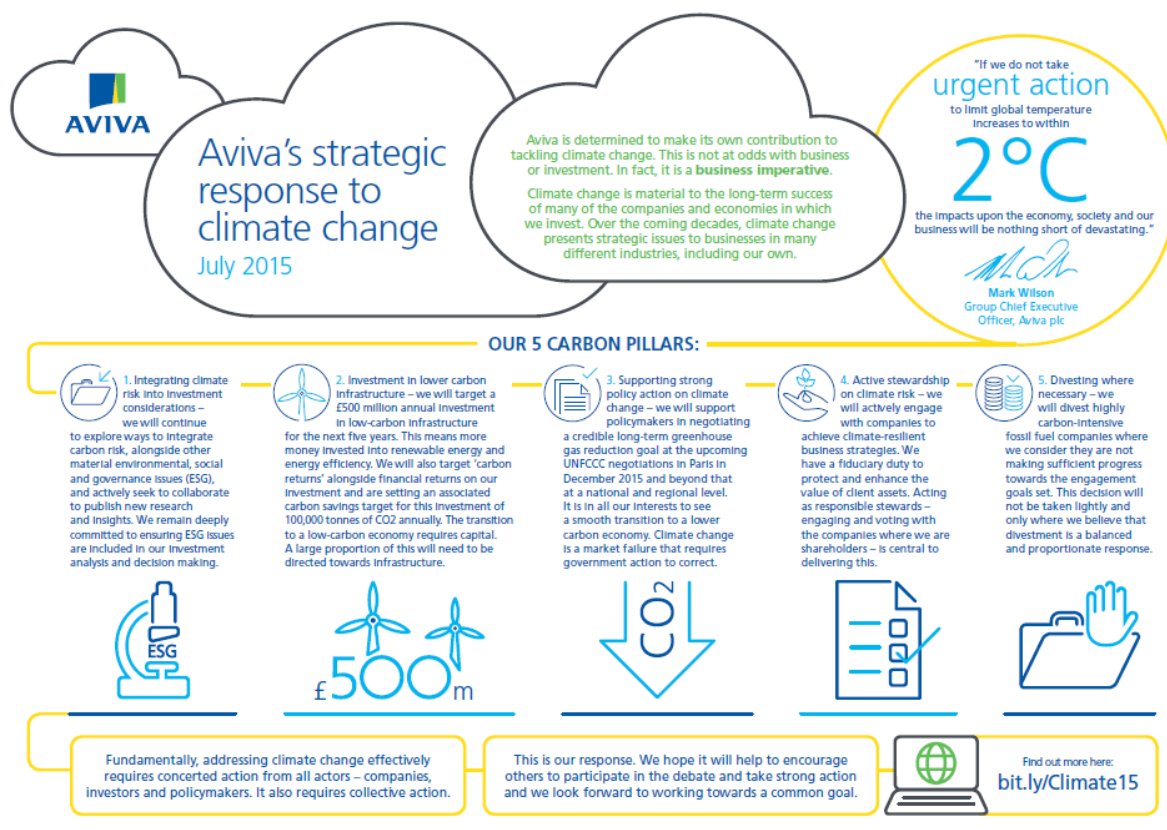 AVIVA
Aviva's strategic
response to
climate change
July 2015
Aviva is determined to make its own contribution to
tackling climate change. This is not at odds with business
or investment. In fact, it is a business imperative.
Climate change is material to the long-term success
of many of the companies and economies in which
we invest. Over the coming decades, climate change
presents strategic issues to businesses in many
different industries, including our own.
"If we do not take
urgent action
to limit global temperature
increases to within
2°C
the impacts upon the economy, society and our
business will be nothing short of devastating."
Mark Wilson
Group Chief Executive
Officer, Aviva plc
OUR 5 CARBON PILLARS:
1. Integrating climate
risk into investment
considerations –
we will continue
to explore ways to integrate
carbon risk, alongside other
material environmental, social
and governance issues (ESG),
and actively seek to collaborate
to publish new research
and insights. We remain deeply
committed to ensuring ESG issues
are included in our investment
analysis and decision making.
ESG
2. Investment in lower carbon
infrastructure – we will target a
£500 million annual investment
in low-carbon infrastructure
for the next five years. This means more
money invested into renewable energy and
energy efficiency. We will also target 'carbon
returns' alongside financial returns on our
investment and are setting an associated
carbon savings target for this investment of
100,000 tonnes of CO2 annually. The transition
to a low-carbon economy requires capital.
A large proportion of this will need to be
directed towards infrastructure.
£500m
3. Supporting strong
policy action on climate
change – we will support
policymakers in negotiating
a credible long-term greenhouse
gas reduction goal at the upcoming
UNFCCC negotiations in Paris in
December 2015 and beyond that
at a national and regional level.
It is in all our interests to see
a smooth transition to a lower
carbon economy. Climate change
is a market failure that requires
government action to correct.
CO2
4. Active stewardship
on climate risk – we
will actively engage
with companies to
achieve climate-resilient
business strategies. We
have a fiduciary duty to
protect and enhance the
value of client assets. Acting
as responsible stewards –
engaging and voting with
the companies where we are
shareholders – is central to
delivering this.
5. Divesting where
necessary – we
will divest highly
carbon-intensive
fossil fuel companies where
we consider they are not
making sufficient progress
towards the engagement
goals set. This decision will
not be taken lightly and
only where we believe that
divestment is a balanced
and proportionate response.
Fundamentally, addressing climate change effectively
requires concerted action from all actors – companies,
investors and policymakers. It also requires collective action.
This is our response. We hope it will help to encourage
others to participate in the debate and take strong action
and we look forward to working towards a common goal.
Find out more here:
bit.ly/Climate15